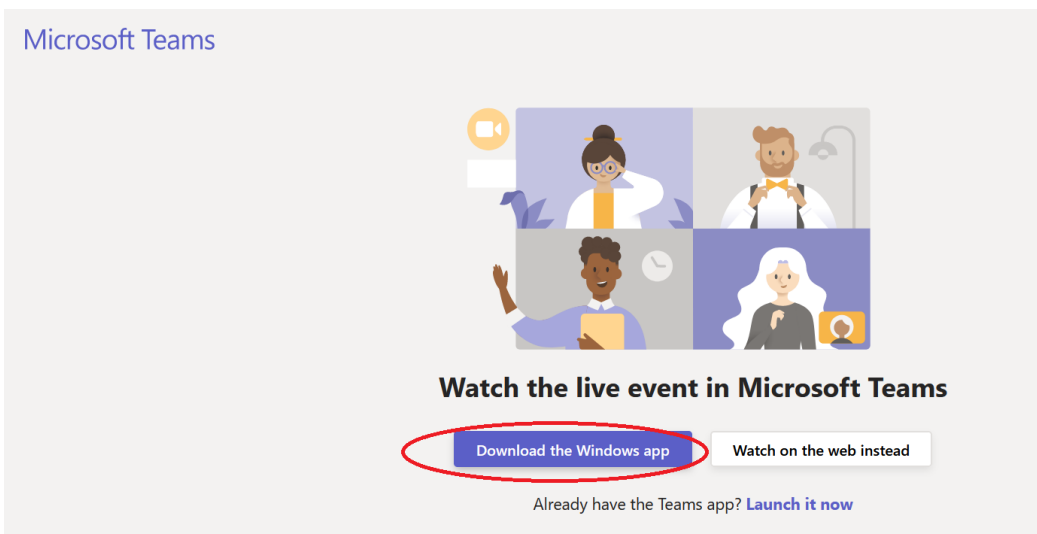 Microsoft Teams
Watch the live event in Microsoft Teams
Download the Windows app
Watch on the web instead
Already have the Teams app? Launch it now